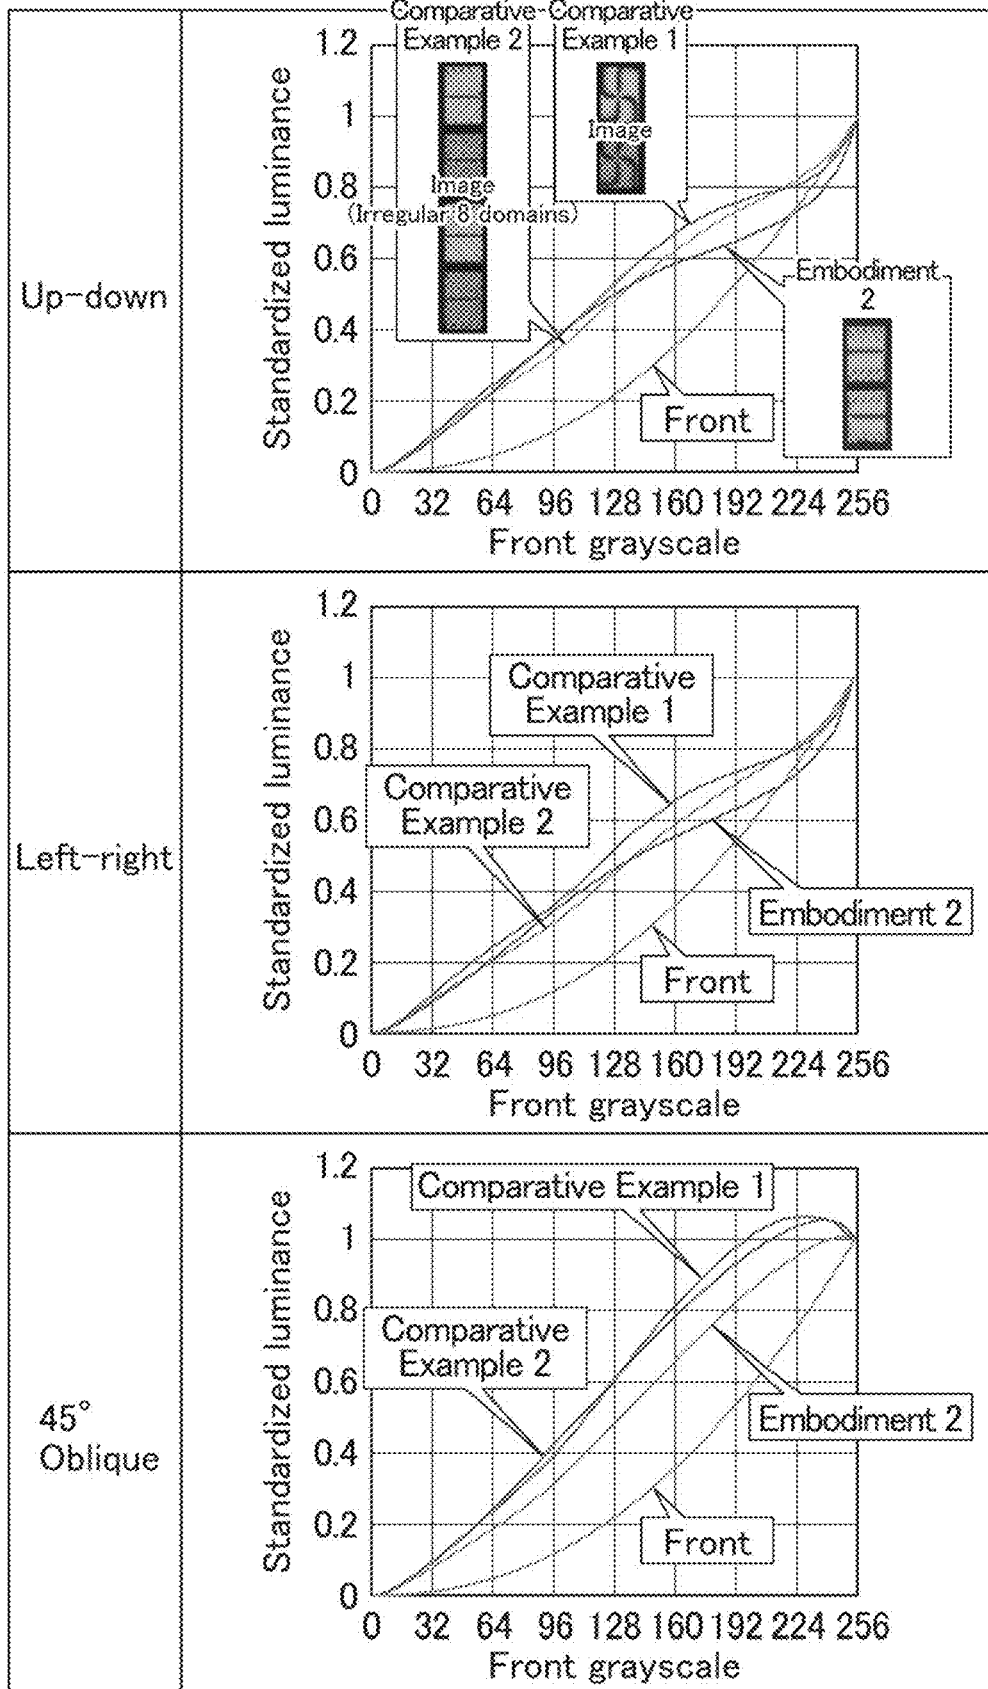 Up-down
Comparative
Example 2
Comparative
Example 1
Image
(Irregular 8 domains)
Image
Embodiment
2
Front
Standardized luminance
1.2
1
0.8
0.6
0.4
0.2
0
0 32 64 96 128 160 192 224 256
Front grayscale
Left-right
Comparative
Example 1
Comparative
Example 2
Embodiment 2
Front
Standardized luminance
1.2
1
0.8
0.6
0.4
0.2
0
0 32 64 96 128 160 192 224 256
Front grayscale
45°
Oblique
Comparative Example 1
Comparative
Example 2
Embodiment 2
Front
Standardized luminance
1.2
1
0.8
0.6
0.4
0.2
0
0 32 64 96 128 160 192 224 256
Front grayscale